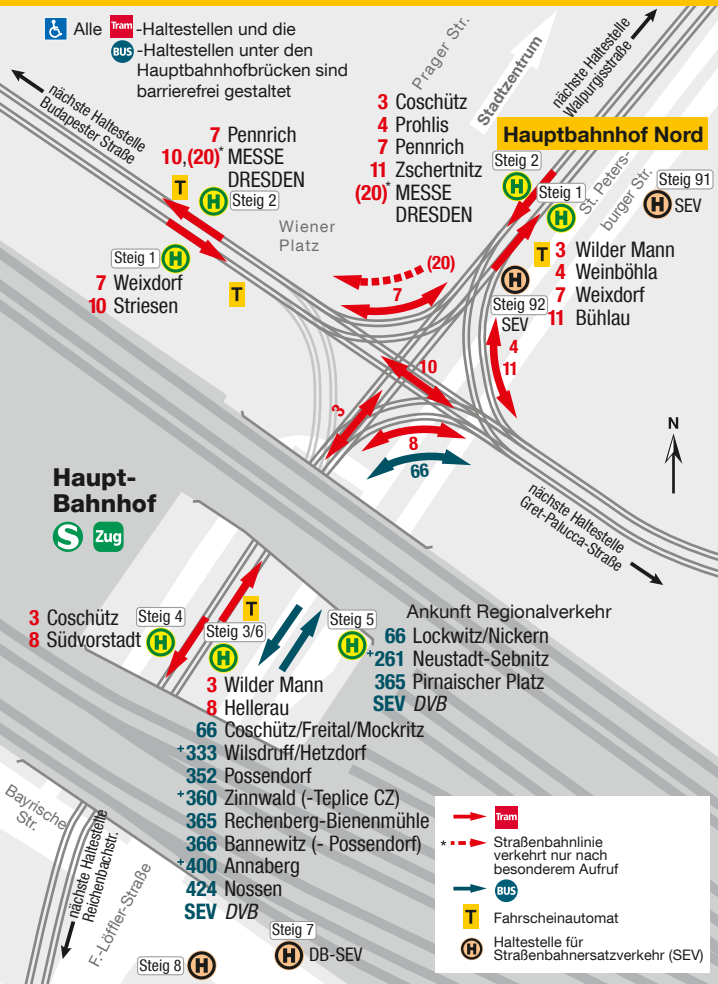 Alle Tram-Haltestellen und die
BUS-Haltestellen unter den
Hauptbahnhofbrücken sind
barrierefrei gestaltet
nächste Haltestelle
Budapester Straße
7 Pennrich
10,(20)* MESSE
DRESDEN
T
H Steig 2
Steig 1 H
7 Weixdorf
10 Striesen
T
Wiener
Platz
Prager Str.
Stadtzentrum
nächste Haltestelle
Walpurgisstraße
3 Coschütz
4 Prohlis
7 Pennrich
11 Zschertnitz
(20)* MESSE
DRESDEN
Hauptbahnhof Nord
Steig 2
H
Steig 1
H
St. Peters-
burger Str.
Steig 91
H SEV
T
H
Steig 92
SEV
3 Wilder Mann
4 Weinböhla
7 Weixdorf
11 Bühlau
(20)
7
4
11
10
3
8
66
N
nächste Haltestelle
Gret-Palucca-Straße
Haupt-
Bahnhof
S Zug
3 Coschütz
8 Südvorstadt
Steig 4
H
T
Steig 3/6
H
3 Wilder Mann
8 Hellerau
66 Coschütz/Freital/Mockritz
+333 Wilsdruff/Hetzdorf
352 Possendorf
+360 Zinnwald (-Teplice CZ)
365 Rechenberg-Bienenmühle
366 Bannewitz (- Possendorf)
+400 Annaberg
424 Nossen
SEV DVB
Steig 5
H
Ankunft Regionalverkehr
66 Lockwitz/Nickern
+261 Neustadt-Sebnitz
365 Pirnaischer Platz
SEV DVB
Bayrische
Str.
nächste Haltestelle
Reichenbachstr.
F.-Löffler-Straße
Steig 8 H
Steig 7
H DB-SEV
Tram
* Straßenbahnlinie
verkehrt nur nach
besonderem Aufruf
BUS
T Fahrscheinautomat
H Haltestelle für
Straßenbahnersatzverkehr (SEV)